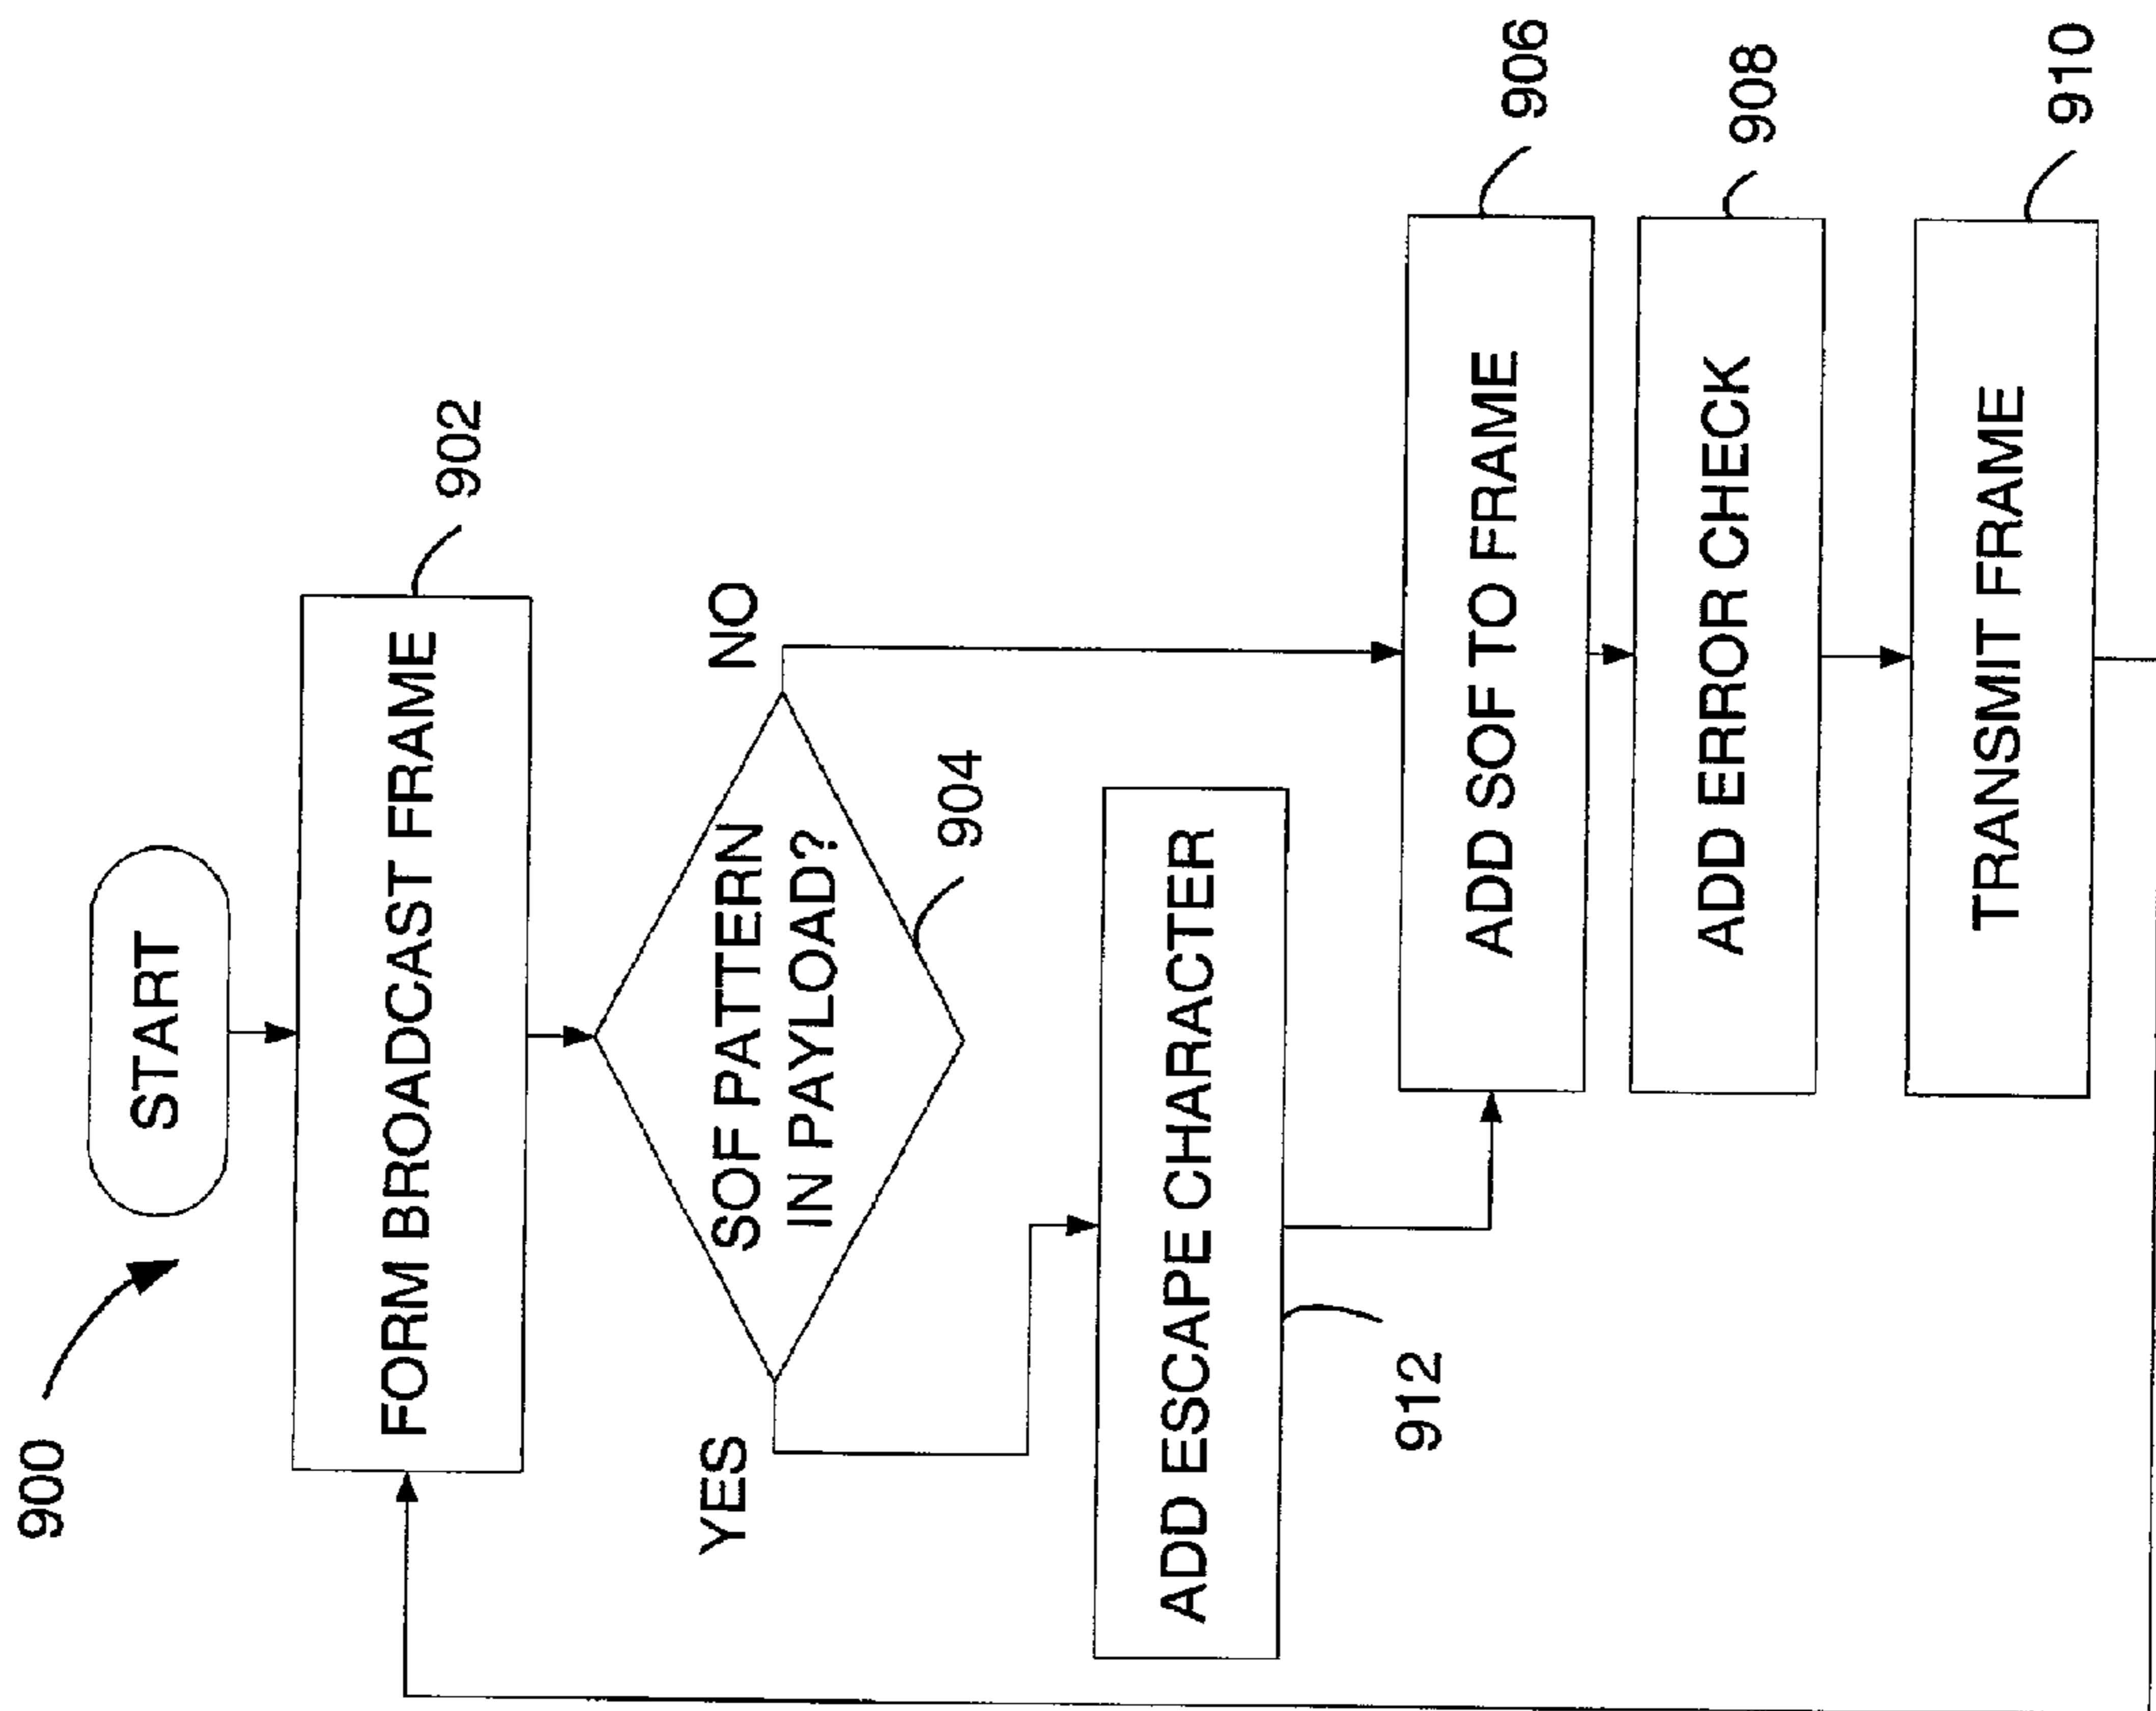 900
START
FORM BROADCAST FRAME
902
SOF PATTERN
IN PAYLOAD?
904
YES
NO
ADD ESCAPE CHARACTER
912
ADD SOF TO FRAME
906
ADD ERROR CHECK
908
TRANSMIT FRAME
910